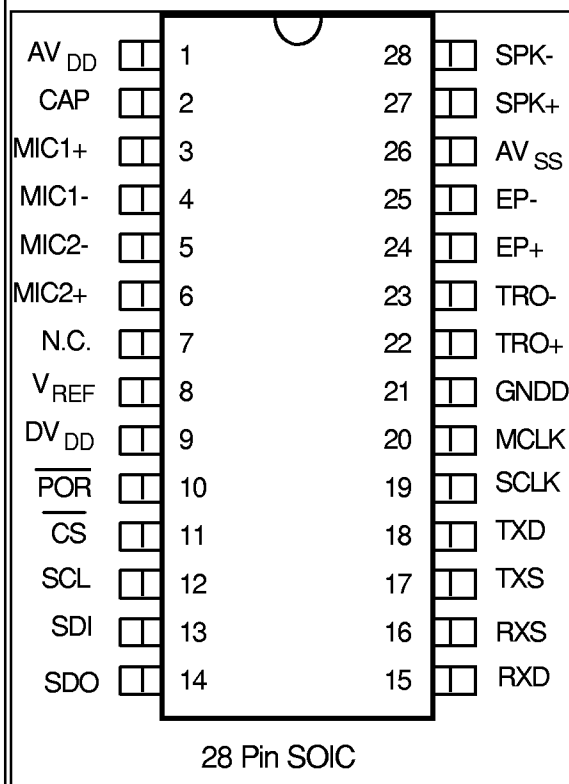 AV DD 1 28 SPK-
CAP 2 27 SPK+
MIC1+ 3 26 AV SS
MIC1- 4 25 EP-
MIC2- 5 24 EP+
MIC2+ 6 23 TRO-
N.C. 7 22 TRO+
VREF 8 21 GNDD
DV DD 9 20 MCLK
POR 10 19 SCLK
CS 11 18 TXD
SCL 12 17 TXS
SDI 13 16 RXS
SDO 14 15 RXD
28 Pin SOIC